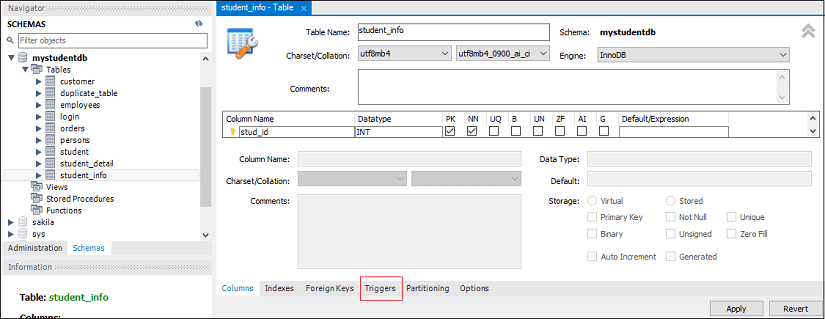 Navigator
SCHEMAS
Filter objects
mystudentdb
Tables
customer
duplicate_table
employees
login
orders
persons
student
student_detail
student_info
Views
Stored Procedures
Functions
sakila
sys
Administration Schemas
Information
Table: student_info
Columns:
student_info - Table ×
Table Name: student_info Schema: mystudentdb
Charset/Collation: utf8mb4 utf8mb4_0900_ai_ci Engine: InnoDB
Comments:
Column Name Datatype PK NN UQ B UN ZF AI G Default/Expression
stud_id INT
Column Name: Data Type:
Charset/Collation: Default:
Comments: Storage: Virtual Stored
Primary Key Not Null Unique
Binary Unsigned Zero Fill
Auto Increment Generated
Columns Indexes Foreign Keys Triggers Partitioning Options
Apply Revert